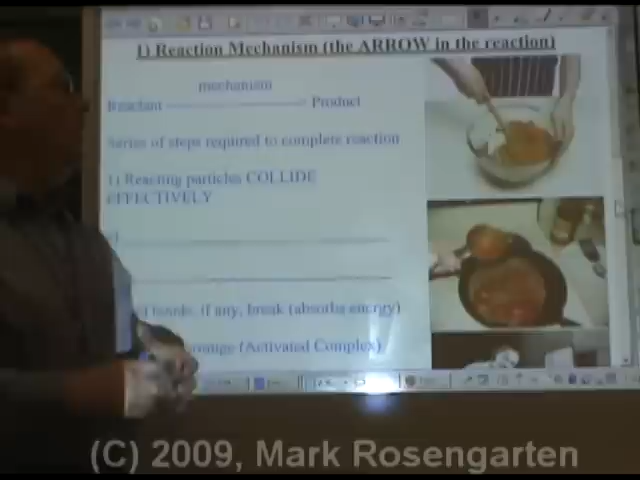 1) Reaction Mechanism (the ARROW in the reaction)
mechanism
Reactant Product
Series of steps required to complete reaction
1) Reacting particles COLLIDE
EFFECTIVELY
bonds, if any, break (absorbs energy)
(Activated Complex)
(C) 2009, Mark Rosengarten